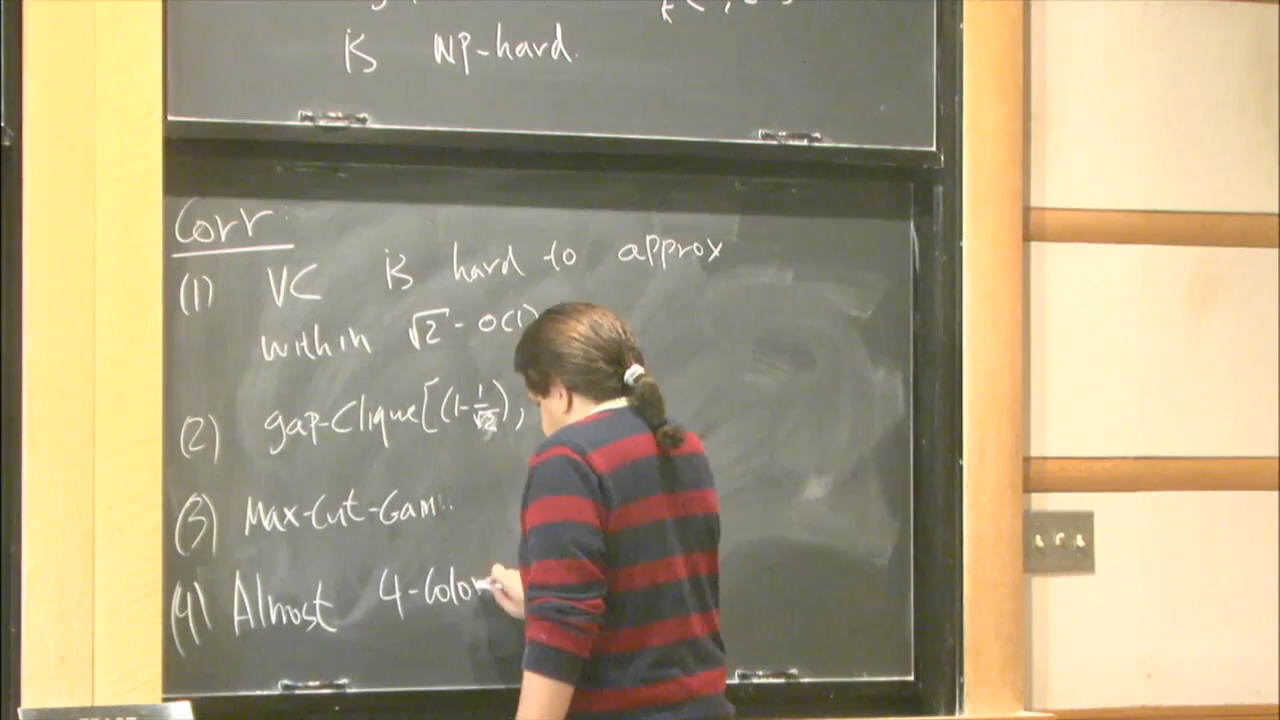 is NP-hard.
Corr:
(1) VC is hard to approx
within √2 - o(1)
(2) gap-Clique[(1-1/√2),
(3) Max-Cut-Gam
(4) Almost 4-Color